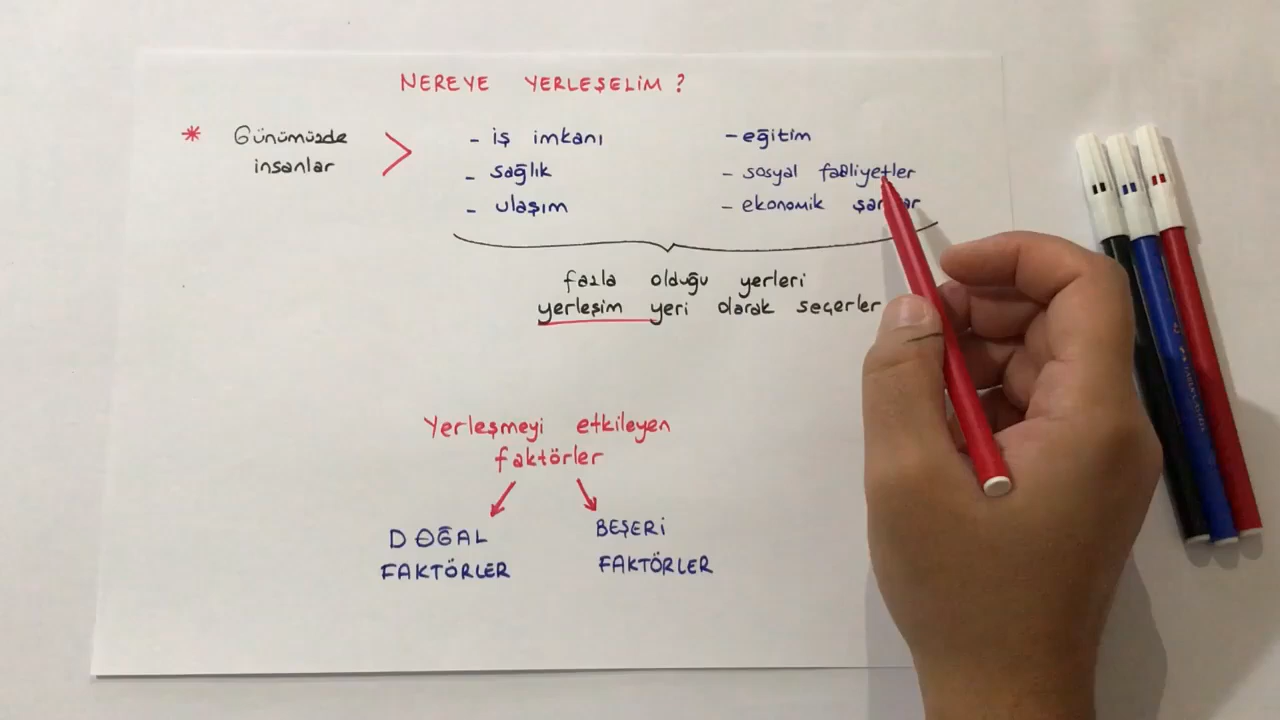 NEREYE YERLEŞELİM ?
* Günümüzde
insanlar
- iş imkanı
- sağlık
- ulaşım
- eğitim
- sosyal faaliyetler
- ekonomik
fazla olduğu yerleri
yerleşim yeri olarak seçerler
Yerleşmeyi etkileyen
faktörler
DOĞAL
FAKTÖRLER
BEŞERİ
FAKTÖRLER